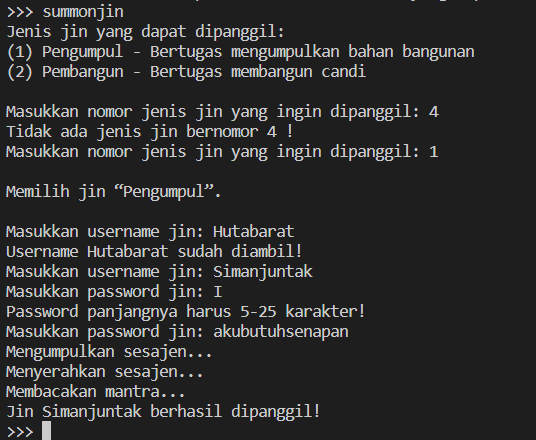 >>> summonjin
Jenis jin yang dapat dipanggil:
(1) Pengumpul - Bertugas mengumpulkan bahan bangunan
(2) Pembangun - Bertugas membangun candi
Masukkan nomor jenis jin yang ingin dipanggil: 4
Tidak ada jenis jin bernomor 4 !
Masukkan nomor jenis jin yang ingin dipanggil: 1
Memilih jin “Pengumpul”.
Masukkan username jin: Hutabarat
Username Hutabarat sudah diambil!
Masukkan username jin: Simanjuntak
Masukkan password jin: I
Password panjangnya harus 5-25 karakter!
Masukkan password jin: akubutuhsenapan
Mengumpulkan sesajen...
Menyerahkan sesajen...
Membacakan mantra...
Jin Simanjuntak berhasil dipanggil!
>>>